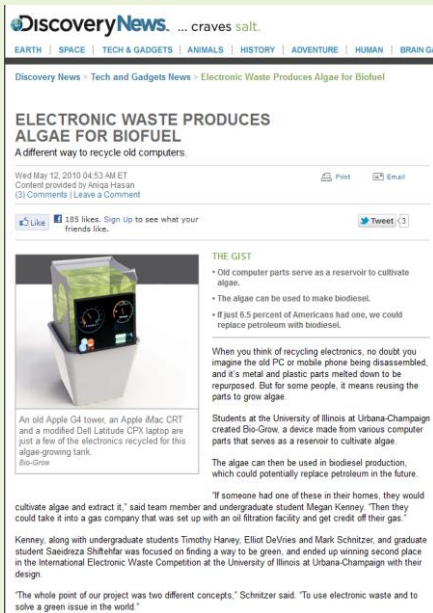 DiscoveryNews. ... craves salt.
EARTH | SPACE | TECH & GADGETS | ANIMALS | HISTORY | ADVENTURE | HUMAN | BRAIN GA
Discovery News > Tech and Gadgets News > Electronic Waste Produces Algae for Biofuel
ELECTRONIC WASTE PRODUCES
ALGAE FOR BIOFUEL
A different way to recycle old computers.
Wed May 12, 2010 04:53 AM ET
Content provided by Aniqa Hasan
(3) Comments | Leave a Comment
Print
Email
Like
185 likes. Sign Up to see what your
friends like.
Tweet 3
An old Apple G4 tower, an Apple iMac CRT
and a modified Dell Latitude CPX laptop are
just a few of the electronics recycled for this
algae-growing tank.
Bio-Grow
THE GIST
• Old computer parts serve as a reservoir to cultivate
algae.
• The algae can be used to make biodiesel.
• If just 6.5 percent of Americans had one, we could
replace petroleum with biodiesel.
When you think of recycling electronics, no doubt you
imagine the old PC or mobile phone being disassembled,
and it's metal and plastic parts melted down to be
repurposed. But for some people, it means reusing the
parts to grow algae.
Students at the University of Illinois at Urbana-Champaign
created Bio-Grow, a device made from various computer
parts that serves as a reservoir to cultivate algae.
The algae can then be used in biodiesel production,
which could potentially replace petroleum in the future.
"If someone had one of these in their homes, they would
cultivate algae and extract it," said team member and undergraduate student Megan Kenney. "Then they
could take it into a gas company that was set up with an oil filtration facility and get credit off their gas."
Kenney, along with undergraduate students Timothy Harvey, Elliot DeVries and Mark Schnitzer, and graduate
student Saeidreza Shiftehfar was focused on finding a way to be green, and ended up winning second place
in the International Electronic Waste Competition at the University of Illinois at Urbana-Champaign with their
design.
"The whole point of our project was two different concepts," Schnitzer said. "To use electronic waste and to
solve a green issue in the world."